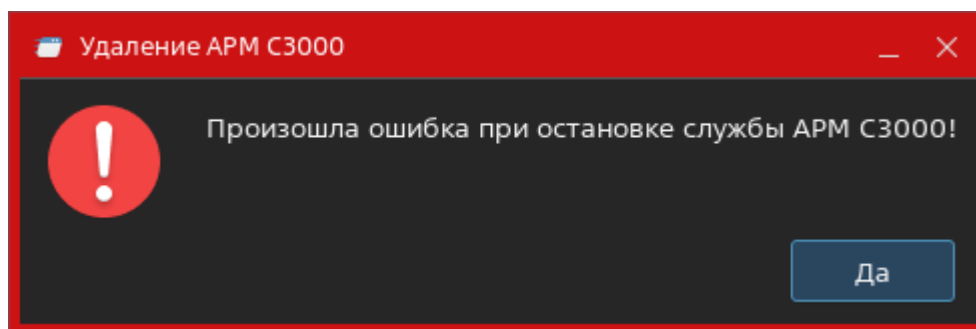 Удаление АРМ С3000
Произошла ошибка при остановке службы АРМ С3000!
Да